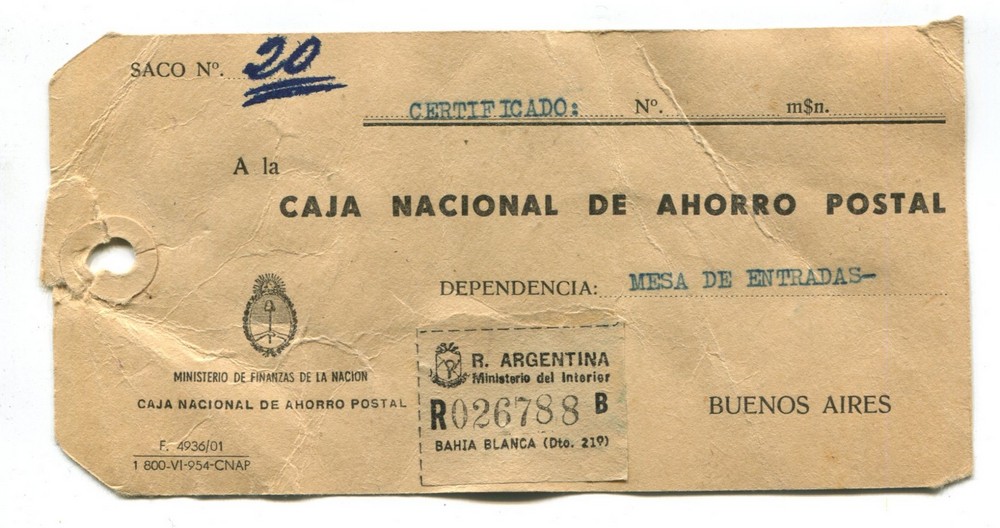 SACO Nº. 20
CERTIFICADO: Nº. m$n.
A la
CAJA NACIONAL DE AHORRO POSTAL
DEPENDENCIA: MESA DE ENTRADAS-
MINISTERIO DE FINANZAS DE LA NACION
CAJA NACIONAL DE AHORRO POSTAL
F. 4936/01
1 800-VI-954-CNAP
R. ARGENTINA
Ministerio del Interior
R026788 B
BAHIA BLANCA (Dto. 21º)
BUENOS AIRES